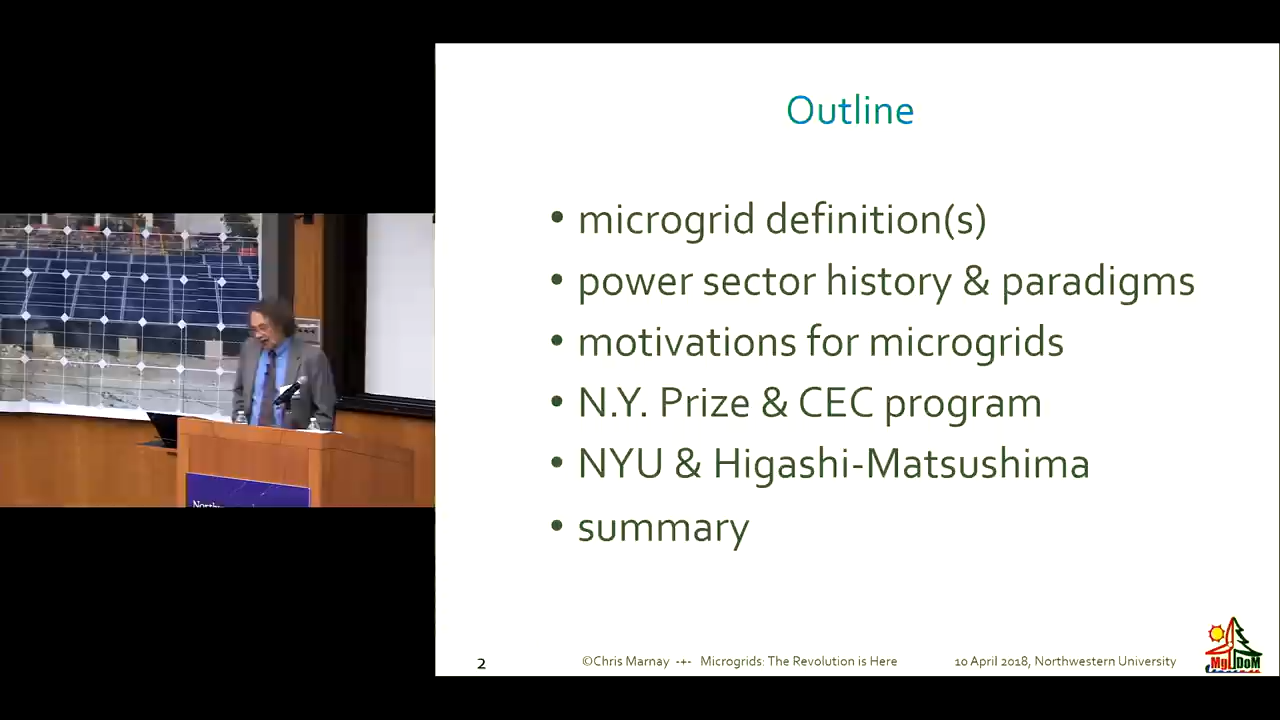 Outline
• microgrid definition(s)
• power sector history & paradigms
• motivations for microgrids
• N.Y. Prize & CEC program
• NYU & Higashi-Matsushima
• summary
2
©Chris Marnay -+- Microgrids: The Revolution is Here
10 April 2018, Northwestern University
MgDoM